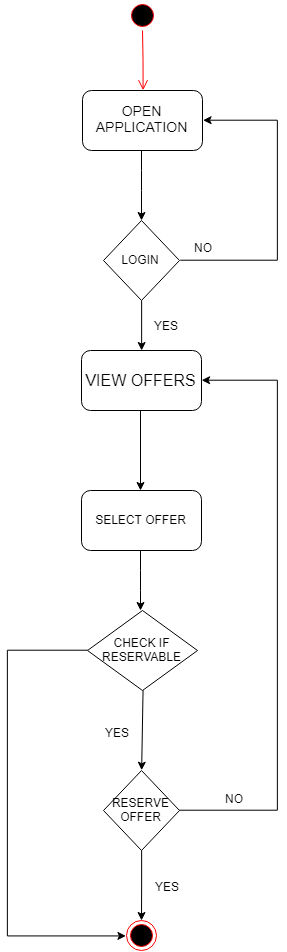 OPEN
APPLICATION
LOGIN
NO
YES
VIEW OFFERS
SELECT OFFER
CHECK IF
RESERVABLE
YES
RESERVE
OFFER
NO
YES